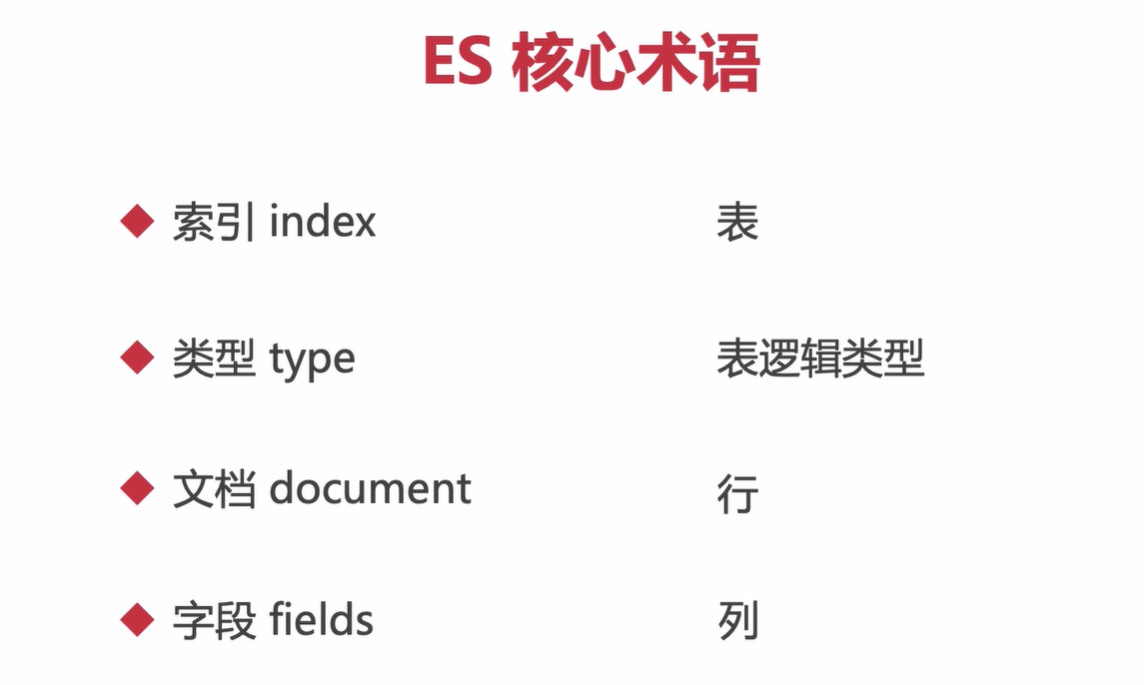 ES 核心术语
索引 index 表
类型 type 表逻辑类型
文档 document 行
字段 fields 列